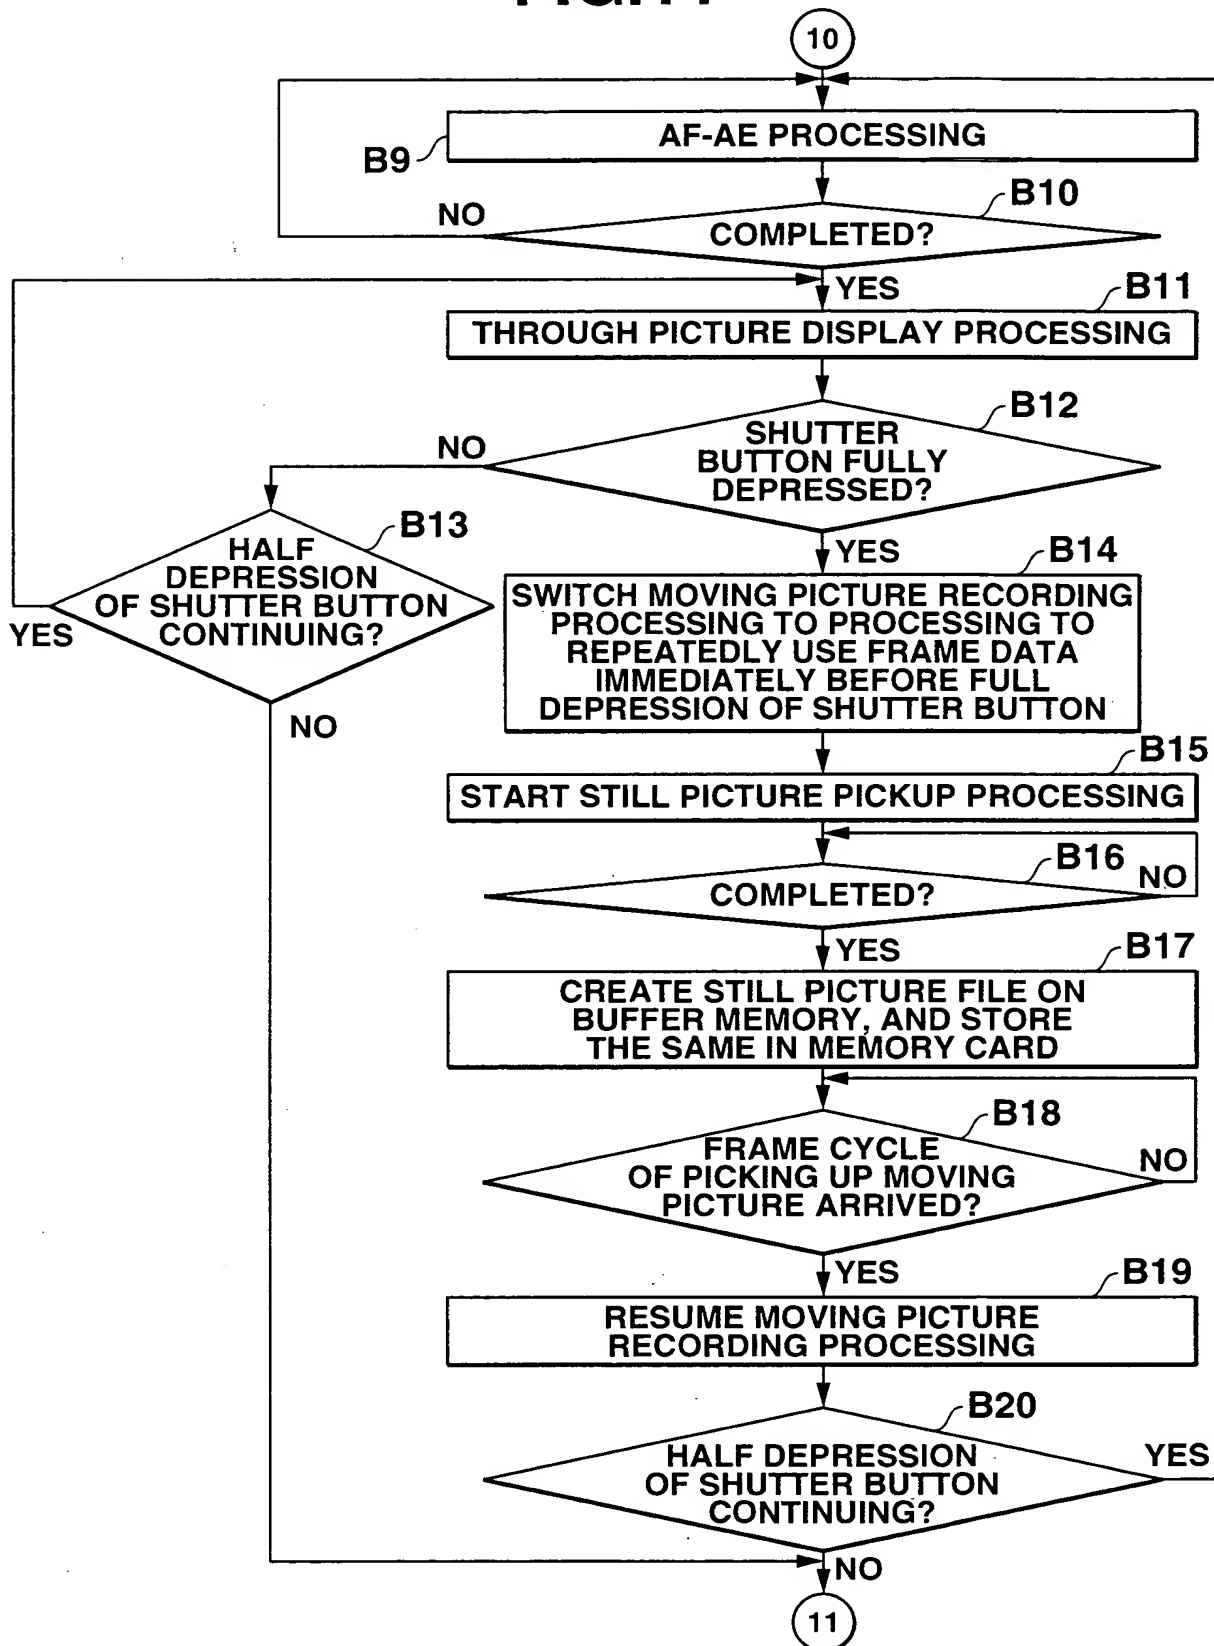 10
AF-AE PROCESSING
B9
B10
NO
COMPLETED?
YES
B11
THROUGH PICTURE DISPLAY PROCESSING
B12
NO
SHUTTER
BUTTON FULLY
DEPRESSED?
B13
HALF
DEPRESSION
OF SHUTTER BUTTON
CONTINUING?
YES
NO
YES
B14
SWITCH MOVING PICTURE RECORDING
PROCESSING TO PROCESSING TO
REPEATEDLY USE FRAME DATA
IMMEDIATELY BEFORE FULL
DEPRESSION OF SHUTTER BUTTON
B15
START STILL PICTURE PICKUP PROCESSING
B16
NO
COMPLETED?
YES
B17
CREATE STILL PICTURE FILE ON
BUFFER MEMORY, AND STORE
THE SAME IN MEMORY CARD
B18
FRAME CYCLE
OF PICKING UP MOVING
PICTURE ARRIVED?
NO
YES
B19
RESUME MOVING PICTURE
RECORDING PROCESSING
B20
HALF DEPRESSION
OF SHUTTER BUTTON
CONTINUING?
YES
NO
11